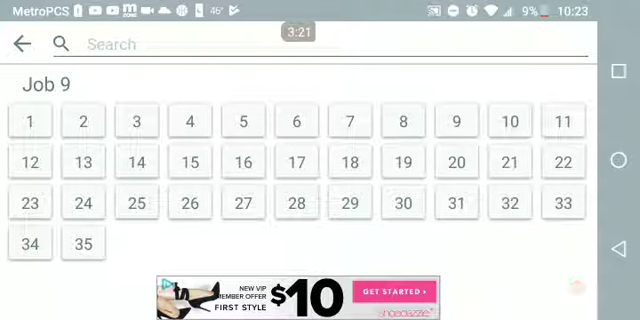 MetroPCS 46° 9% 10:23
Search
3:21
Job 9
1 2 3 4 5 6 7 8 9 10 11
12 13 14 15 16 17 18 19 20 21 22
23 24 25 26 27 28 29 30 31 32 33
34 35
NEW VIP
MEMBER OFFER
FIRST STYLE
$10
GET STARTED
shoedazzle